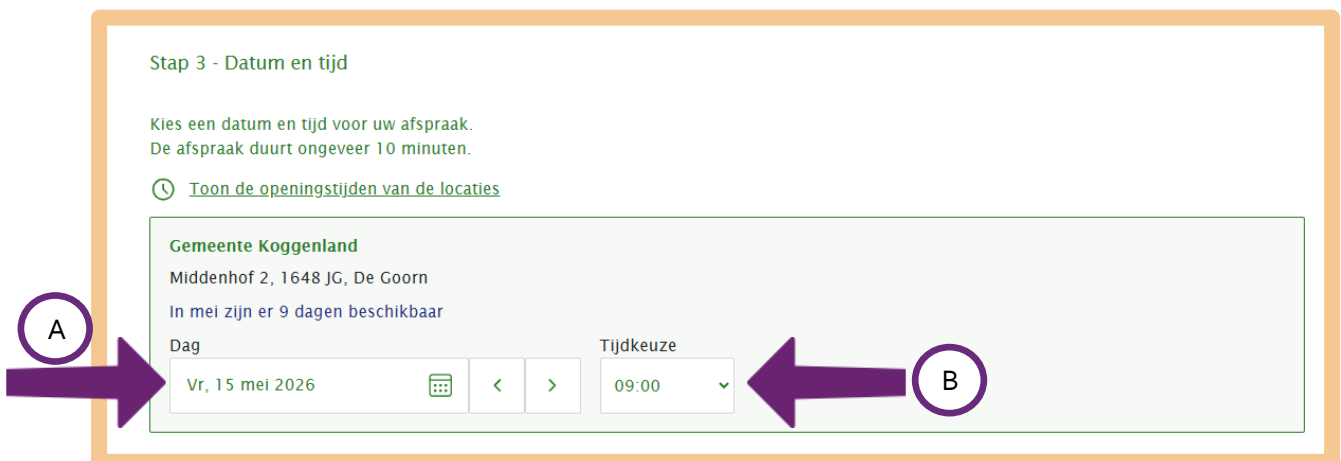 Stap 3 - Datum en tijd
Kies een datum en tijd voor uw afspraak.
De afspraak duurt ongeveer 10 minuten.
Toon de openingstijden van de locaties
Gemeente Koggenland
Middenhof 2, 1648 JG, De Goorn
In mei zijn er 9 dagen beschikbaar
A
Dag Tijdkeuze
Vr, 15 mei 2026 < > 09:00
B